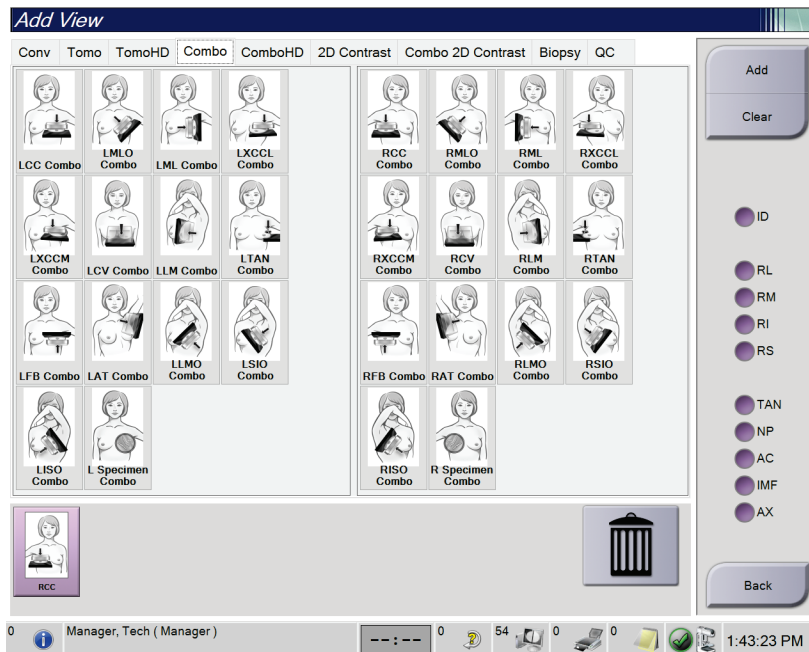 Add View
Conv Tomo TomoHD Combo ComboHD 2D Contrast Combo 2D Contrast Biopsy QC
LCC Combo
LMLO
Combo
LML Combo
LXCCL
Combo
RCC
Combo
RMLO
Combo
RML
Combo
RXCCL
Combo
LXCCM
Combo
LCV Combo
LLM Combo
LTAN
Combo
RXCCM
Combo
RCV
Combo
RLM
Combo
RTAN
Combo
LFB Combo
LAT Combo
LLMO
Combo
LSIO
Combo
RFB Combo
RAT Combo
RLMO
Combo
RSIO
Combo
LISO
Combo
L Specimen
Combo
RISO
Combo
R Specimen
Combo
RCC
Add
Clear
ID
RL
RM
RI
RS
TAN
NP
AC
IMF
AX
Back
0
Manager, Tech ( Manager )
--:--
0
54
0
0
1:43:23 PM